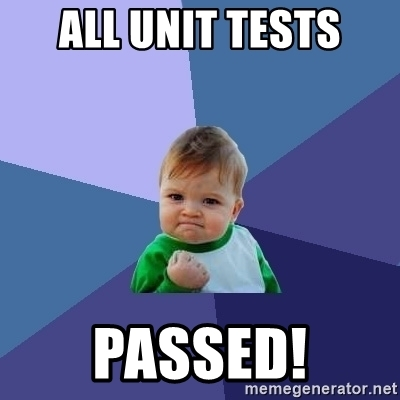 ALL UNIT TESTS
PASSED!
memegenerator.net